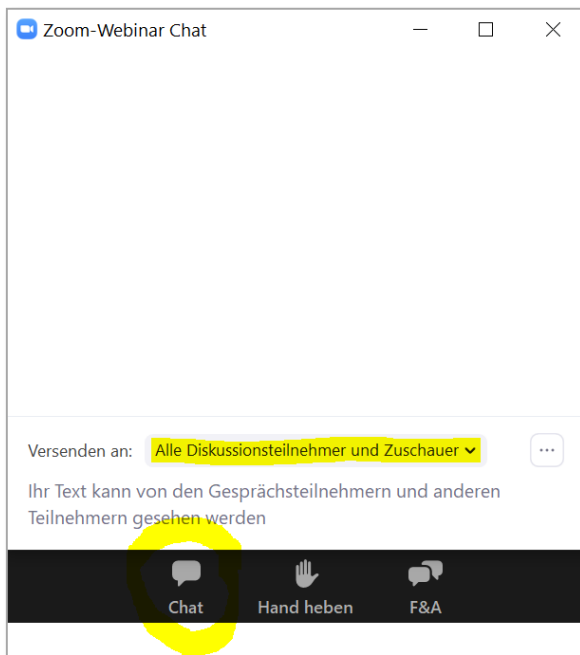 Zoom-Webinar Chat
Versenden an: Alle Diskussionsteilnehmer und Zuschauer
Ihr Text kann von den Gesprächsteilnehmern und anderen
Teilnehmern gesehen werden
Chat Hand heben F&A